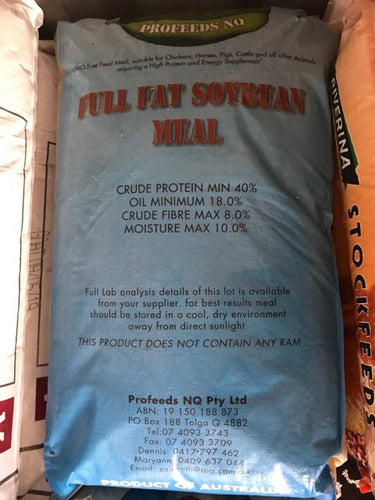 PROFEEDS NQ
GMO Free Feed Meal, suitable for Chickens, Horses, Pigs, Cattle and all other Animals
requiring a High Protein and Energy Supplement"
FULL FAT SOYBEAN
MEAL
CRUDE PROTEIN MIN 40%
OIL MINIMUM 18.0%
CRUDE FIBRE MAX 8.0%
MOISTURE MAX 10.0%
Full Lab analysis details of this lot is available
from your supplier. for best results meal
should be stored in a cool, dry environment
away from direct sunlight
THIS PRODUCT DOES NOT CONTAIN ANY RAM
Profeeds NQ Pty Ltd
ABN: 19 150 188 873
PO Box 188 Tolga Q 4882
Tel:07 4093 3743
Fax: 07 4093 3709
Dennis: 0417 797 462
Maryann: 0409 637 044
Email:
PRODUCT OF AUSTRALIA
RIVERINA
STOCKFEEDS